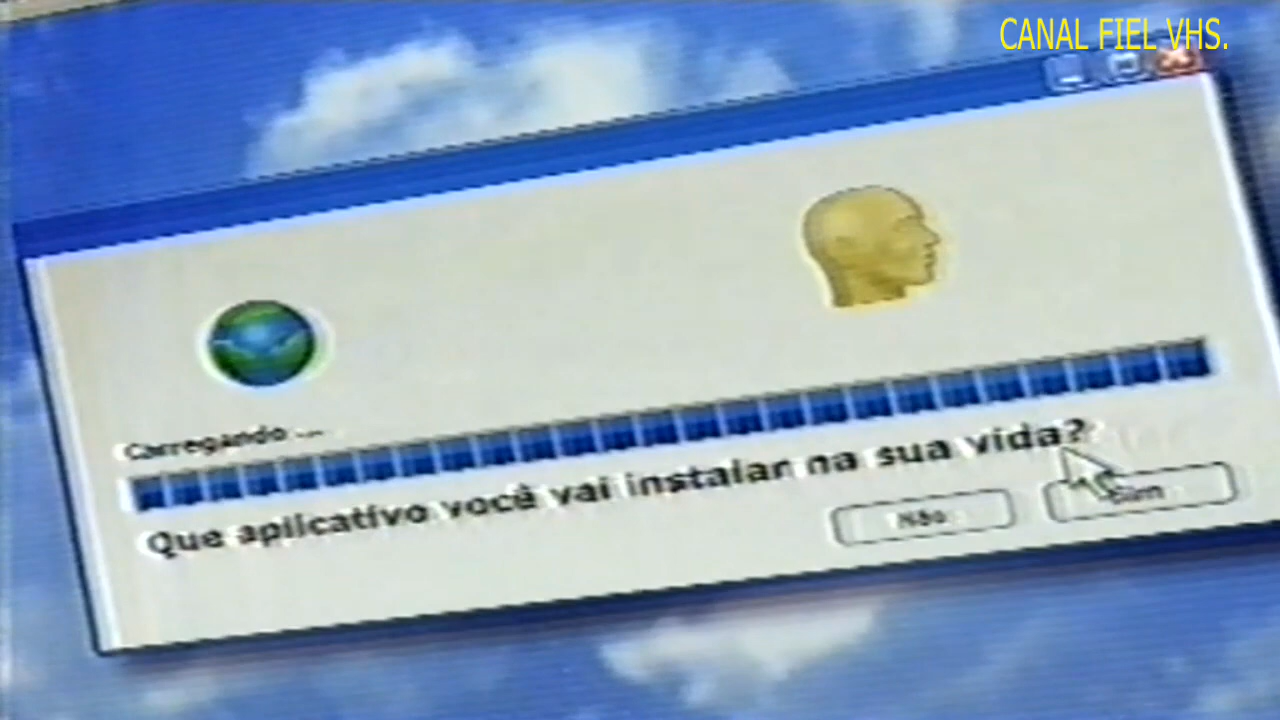 CANAL FIEL VHS.
Carregando ...
Que aplicativo você vai instalar na sua vida?
Não
Sim